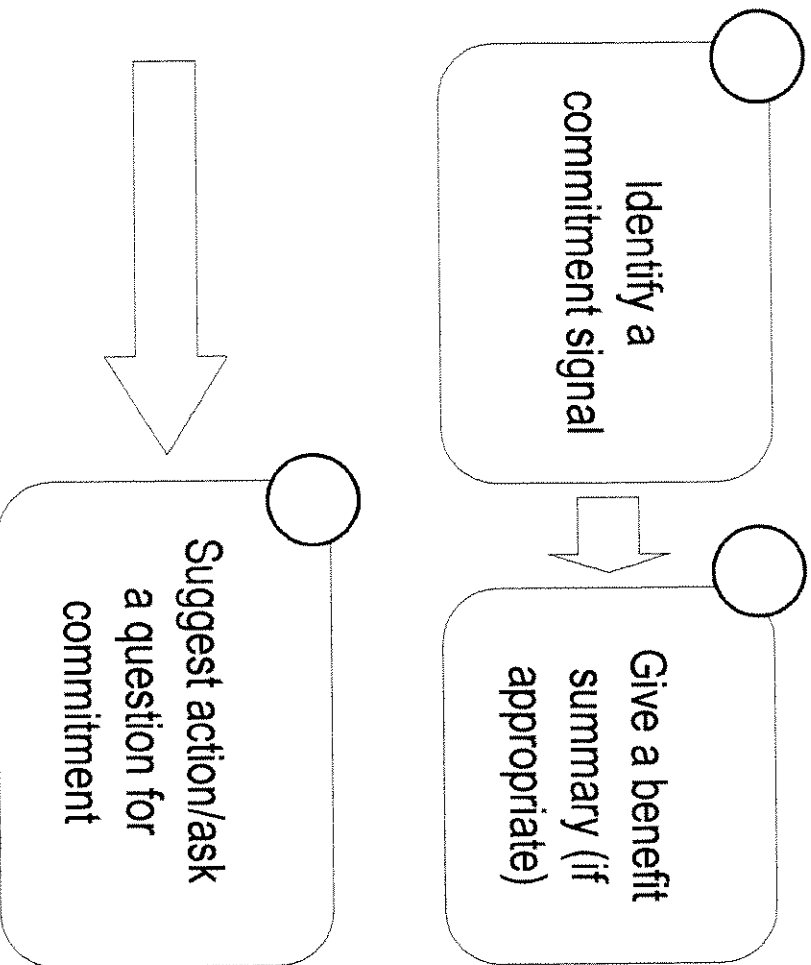 Identify a
commitment signal
Give a benefit
summary (if
appropriate)
Suggest action/ask
a question for
commitment